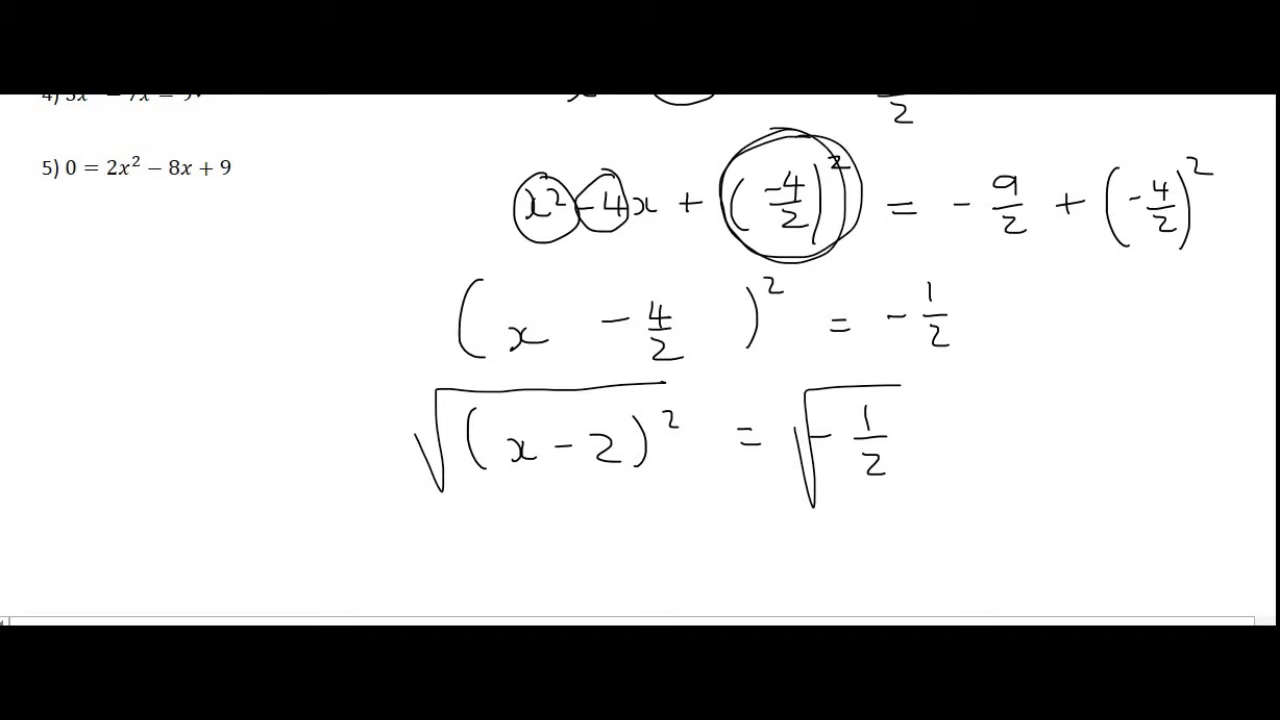 5) 0 = 2x² − 8x + 9
2
x² - 4x + (-4/2)² = - 9/2 + (-4/2)²
(x - 4/2)² = - 1/2
√(x - 2)² = √- 1/2